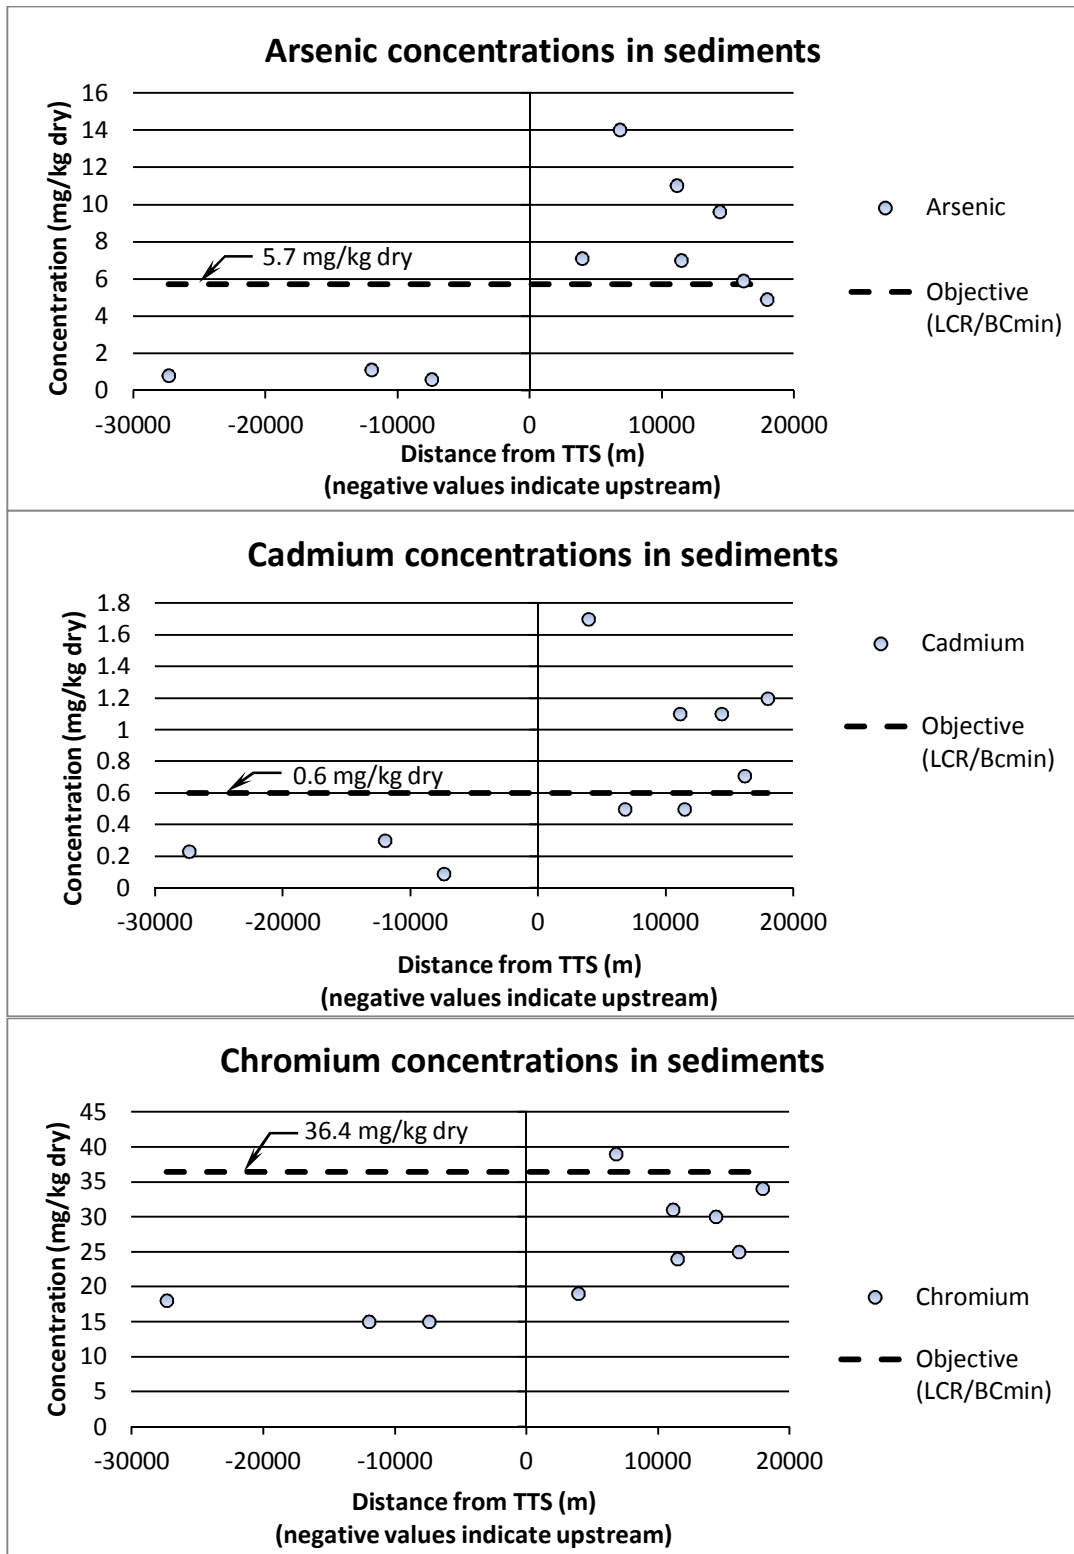 Arsenic concentrations in sediments
Concentration (mg/kg dry)
16
14
12
10
8
6
4
2
0
5.7 mg/kg dry
-30000 -20000 -10000 0 10000 20000
Distance from TTS (m)
(negative values indicate upstream)
Arsenic
Objective
(LCR/BCmin)
Cadmium concentrations in sediments
Concentration (mg/kg dry)
1.8
1.6
1.4
1.2
1
0.8
0.6
0.4
0.2
0
0.6 mg/kg dry
-30000 -20000 -10000 0 10000 20000
Distance from TTS (m)
(negative values indicate upstream)
Cadmium
Objective
(LCR/Bcmin)
Chromium concentrations in sediments
Concentration (mg/kg dry)
45
40
35
30
25
20
15
10
5
0
36.4 mg/kg dry
-30000 -20000 -10000 0 10000 20000
Distance from TTS (m)
(negative values indicate upstream)
Chromium
Objective
(LCR/BCmin)